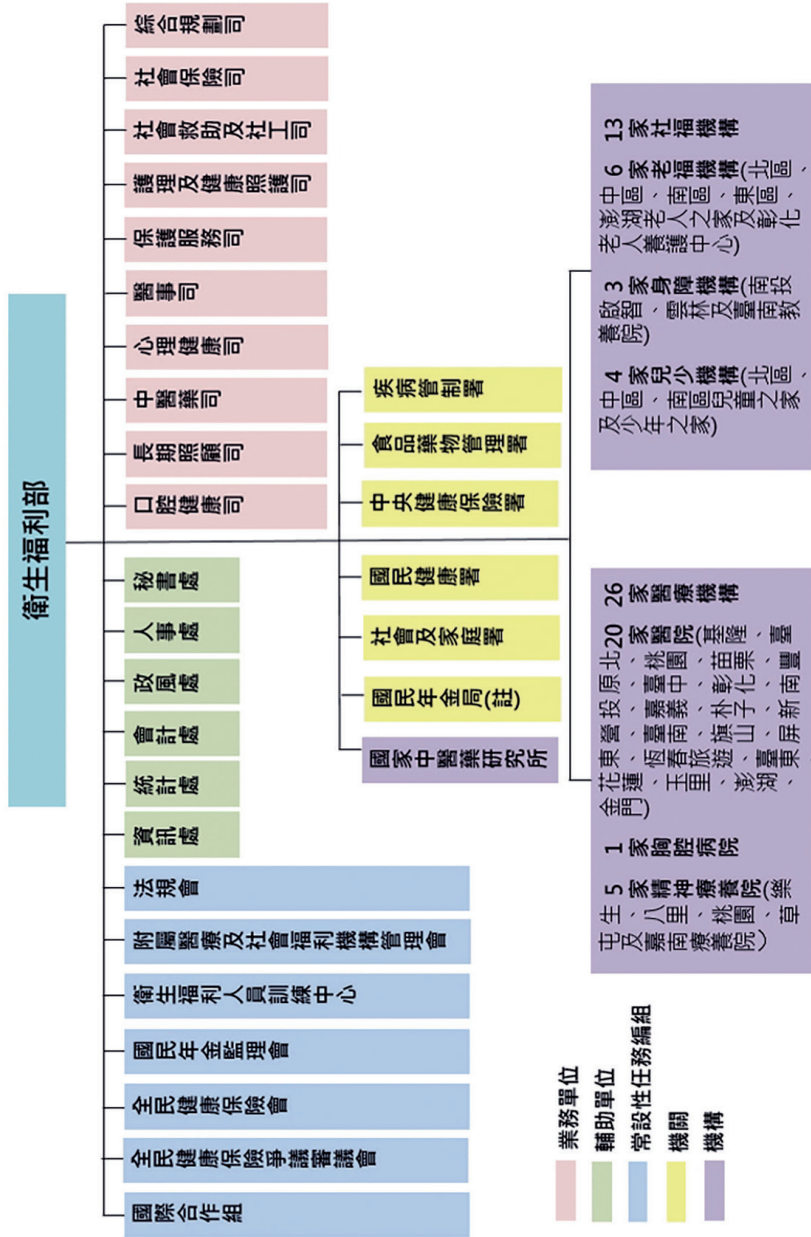 衛生福利部
綜合規劃司
社會保險司
社會救助及社工司
護理及健康照護司
保護服務司
醫事司
心理健康司
中醫藥司
長期照顧司
口腔健康司
秘書處
人事處
政風處
會計處
統計處
資訊處
法規會
附屬醫療及社會福利機構管理會
衛生福利人員訓練中心
國民年金監理會
全民健康保險會
全民健康保險爭議審議會
國際合作組
疾病管制署
食品藥物管理署
中央健康保險署
國民健康署
社會及家庭署
國民年金局(註)
國家中醫藥研究所
13 家社福機構
6 家老福機構(北區、
中區、南區、東區、
澎湖老人之家及彰化
老人養護中心)
3 家身障機構(南投
啟智、雲林及臺南教
養院)
4 家兒少機構(北區、
中區、南區兒童之家
及少年之家)
26 家醫療機構
20 家醫院(基隆、臺
北、桃園、苗栗、豐
原、臺中、彰化、南
投、嘉義、朴子、新
營、臺南、旗山、屏
東、恆春旅遊、臺東、
花蓮、玉里、澎湖、
金門)
1 家胸腔病院
5 家精神療養院(樂
生、八里、桃園、草
屯及嘉南療養院)
業務單位
輔助單位
常設性任務編組
機關
機構